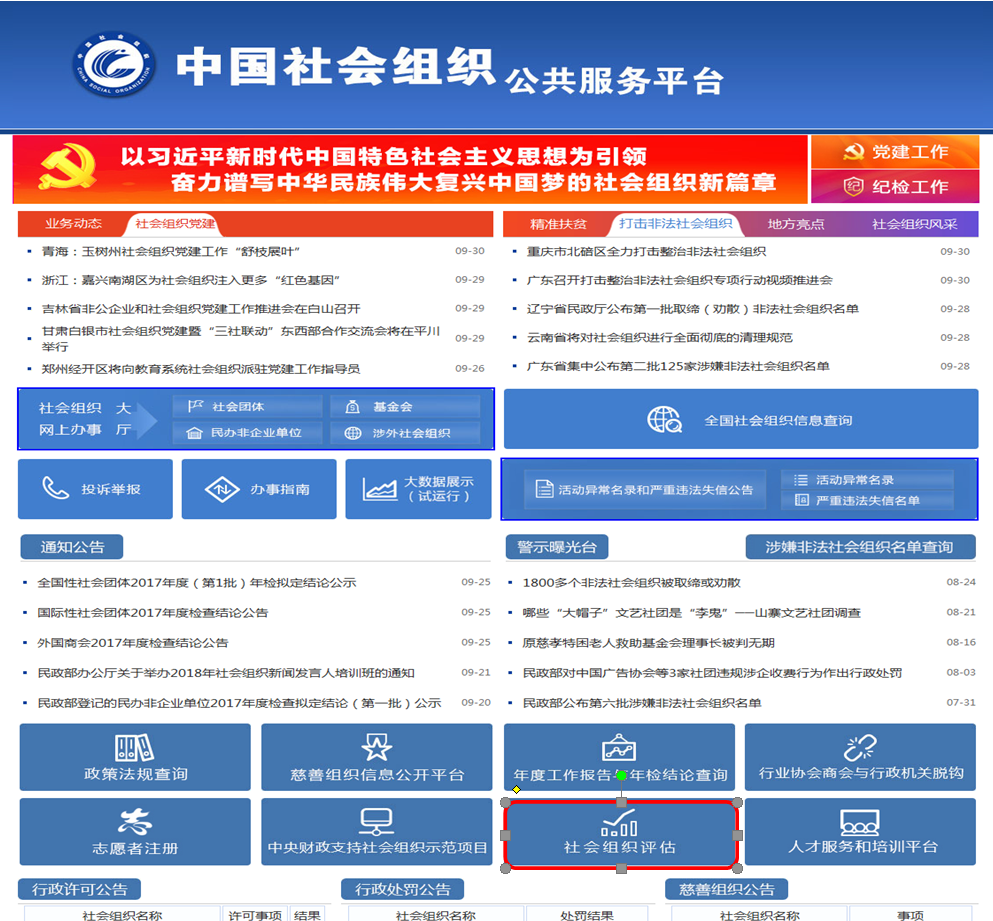 中国社会组织 公共服务平台
CHINA SOCIAL ORGANIZATION
以习近平新时代中国特色社会主义思想为引领
奋力谱写中华民族伟大复兴中国梦的社会组织新篇章
党建工作
纪检工作
业务动态 社会组织党建
青海：玉树州社会组织党建工作“舒枝展叶” 09-30
浙江：嘉兴南湖区为社会组织注入更多“红色基因” 09-29
吉林省非公企业和社会组织党建工作推进会在白山召开 09-29
甘肃白银市社会组织党建暨“三社联动”东西部合作交流会将在平川
举行 09-29
郑州经开区将向教育系统社会组织派驻党建工作指导员 09-26
精准扶贫 打击非法社会组织 地方亮点 社会组织风采
重庆市北碚区全力打击整治非法社会组织 09-30
广东召开打击整治非法社会组织专项行动视频推进会 09-30
辽宁省民政厅公布第一批取缔（劝散）非法社会组织名单 09-28
云南省将对社会组织进行全面彻底的清理规范 09-28
广东省集中公布第二批125家涉嫌非法社会组织名单 09-28
社会组织 大
网上办事 厅
社会团体 基金会
民办非企业单位 涉外社会组织
全国社会组织信息查询
投诉举报 办事指南
大数据展示
（试运行）
活动异常名录和严重违法失信公告
活动异常名录
严重违法失信名单
通知公告
全国性社会团体2017年度（第1批）年检拟定结论公示 09-25
国际性社会团体2017年度检查结论公告 09-25
外国商会2017年度检查结论公告 09-25
民政部办公厅关于举办2018年社会组织新闻发言人培训班的通知 09-21
民政部登记的民办非企业单位2017年度检查拟定结论（第一批）公示 09-20
警示曝光台 涉嫌非法社会组织名单查询
1800多个非法社会组织被取缔或劝散 08-24
哪些“大帽子”文艺社团是“李鬼”——山寨文艺社团调查 08-21
原慈孝特困老人救助基金会理事长被判无期 08-16
民政部对中国广告协会等3家社团违规涉企收费行为作出行政处罚 08-03
民政部公布第六批涉嫌非法社会组织名单 07-31
政策法规查询 慈善组织信息公开平台 年度工作报告 年检结论查询 行业协会商会与行政机关脱钩
志愿者注册 中央财政支持社会组织示范项目 社会组织评估 人才服务和培训平台
行政许可公告 行政处罚公告 慈善组织公告
社会组织名称 许可事项 结果 社会组织名称 处罚结果 社会组织名称 事项